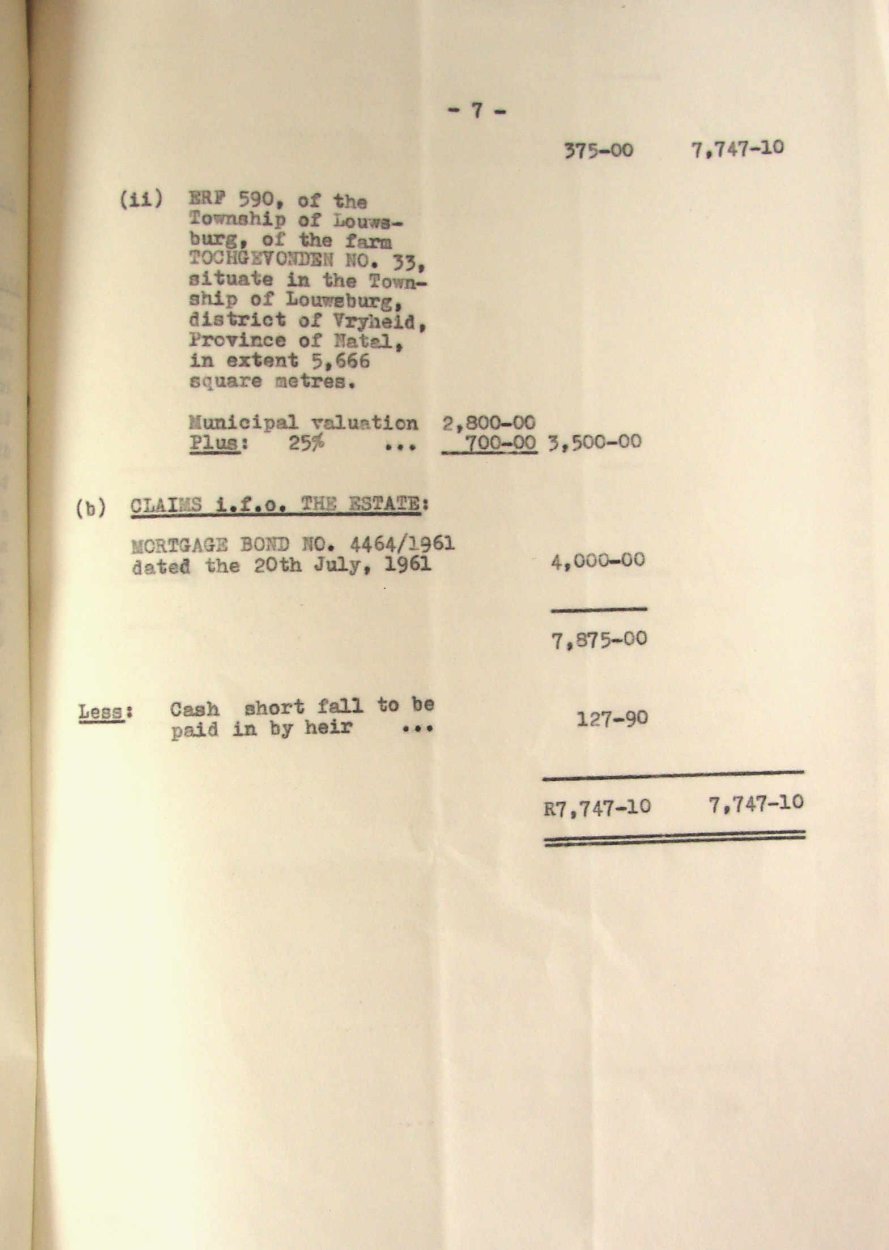 - 7 -
375-00 7,747-10
(ii) ERF 590, of the
Township of Louws-
burg, of the farm
TOCHGEVONDEN NO. 33,
situate in the Town-
ship of Louwsburg,
district of Vryheid,
Province of Natal,
in extent 5,666
square metres.
Municipal valuation 2,800-00
Plus: 25% ... 700-00 3,500-00
(b) CLAIMS i.f.o. THE ESTATE:
MORTGAGE BOND NO. 4464/1961
dated the 20th July, 1961 4,000-00
7,875-00
Less: Cash short fall to be
paid in by heir ... 127-90
R7,747-10 7,747-10